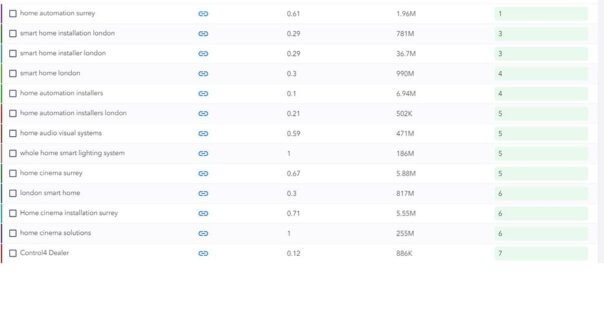 home automation surrey 0.61 1.96M 1
smart home installation london 0.29 781M 3
smart home installer london 0.29 36.7M 3
smart home london 0.3 990M 4
home automation installers 0.1 6.94M 4
home automation installers london 0.21 502K 5
home audio visual systems 0.59 471M 5
whole home smart lighting system 1 186M 5
home cinema surrey 0.67 5.88M 5
london smart home 0.3 817M 6
Home cinema installation surrey 0.71 5.55M 6
home cinema solutions 1 255M 6
Control4 Dealer 0.12 886K 7